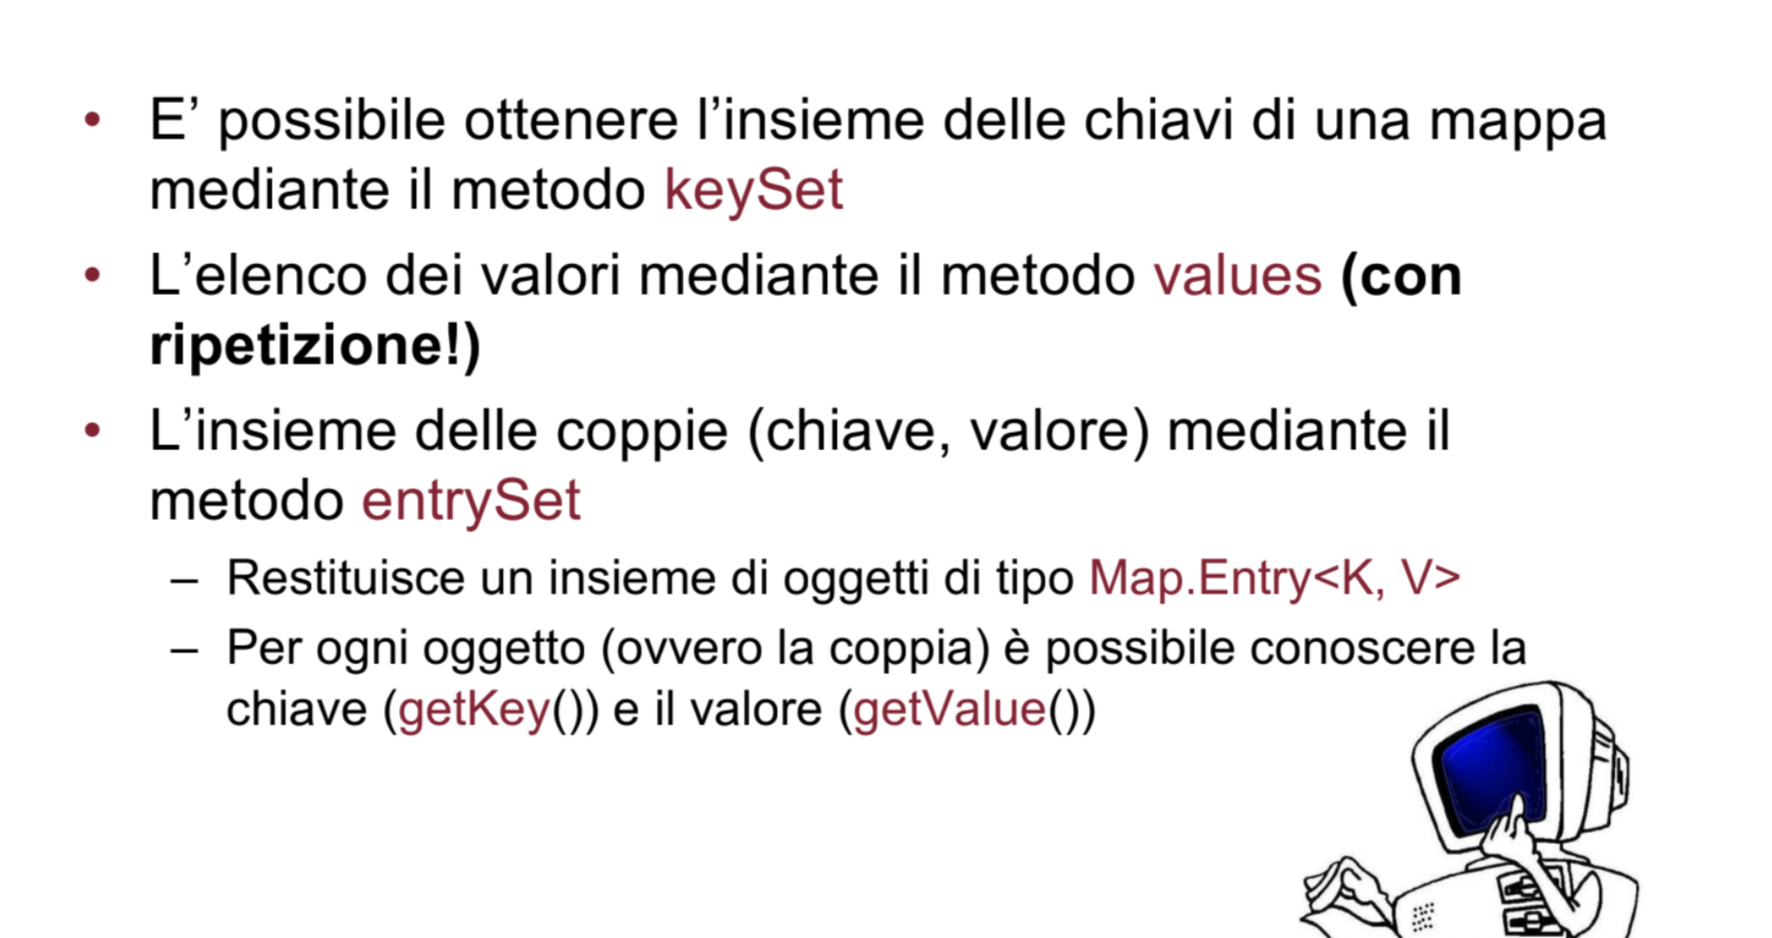 • E’ possibile ottenere l’insieme delle chiavi di una mappa
mediante il metodo keySet
• L’elenco dei valori mediante il metodo values (con
ripetizione!)
• L’insieme delle coppie (chiave, valore) mediante il
metodo entrySet
– Restituisce un insieme di oggetti di tipo Map.Entry<K, V>
– Per ogni oggetto (ovvero la coppia) è possibile conoscere la
chiave (getKey()) e il valore (getValue())